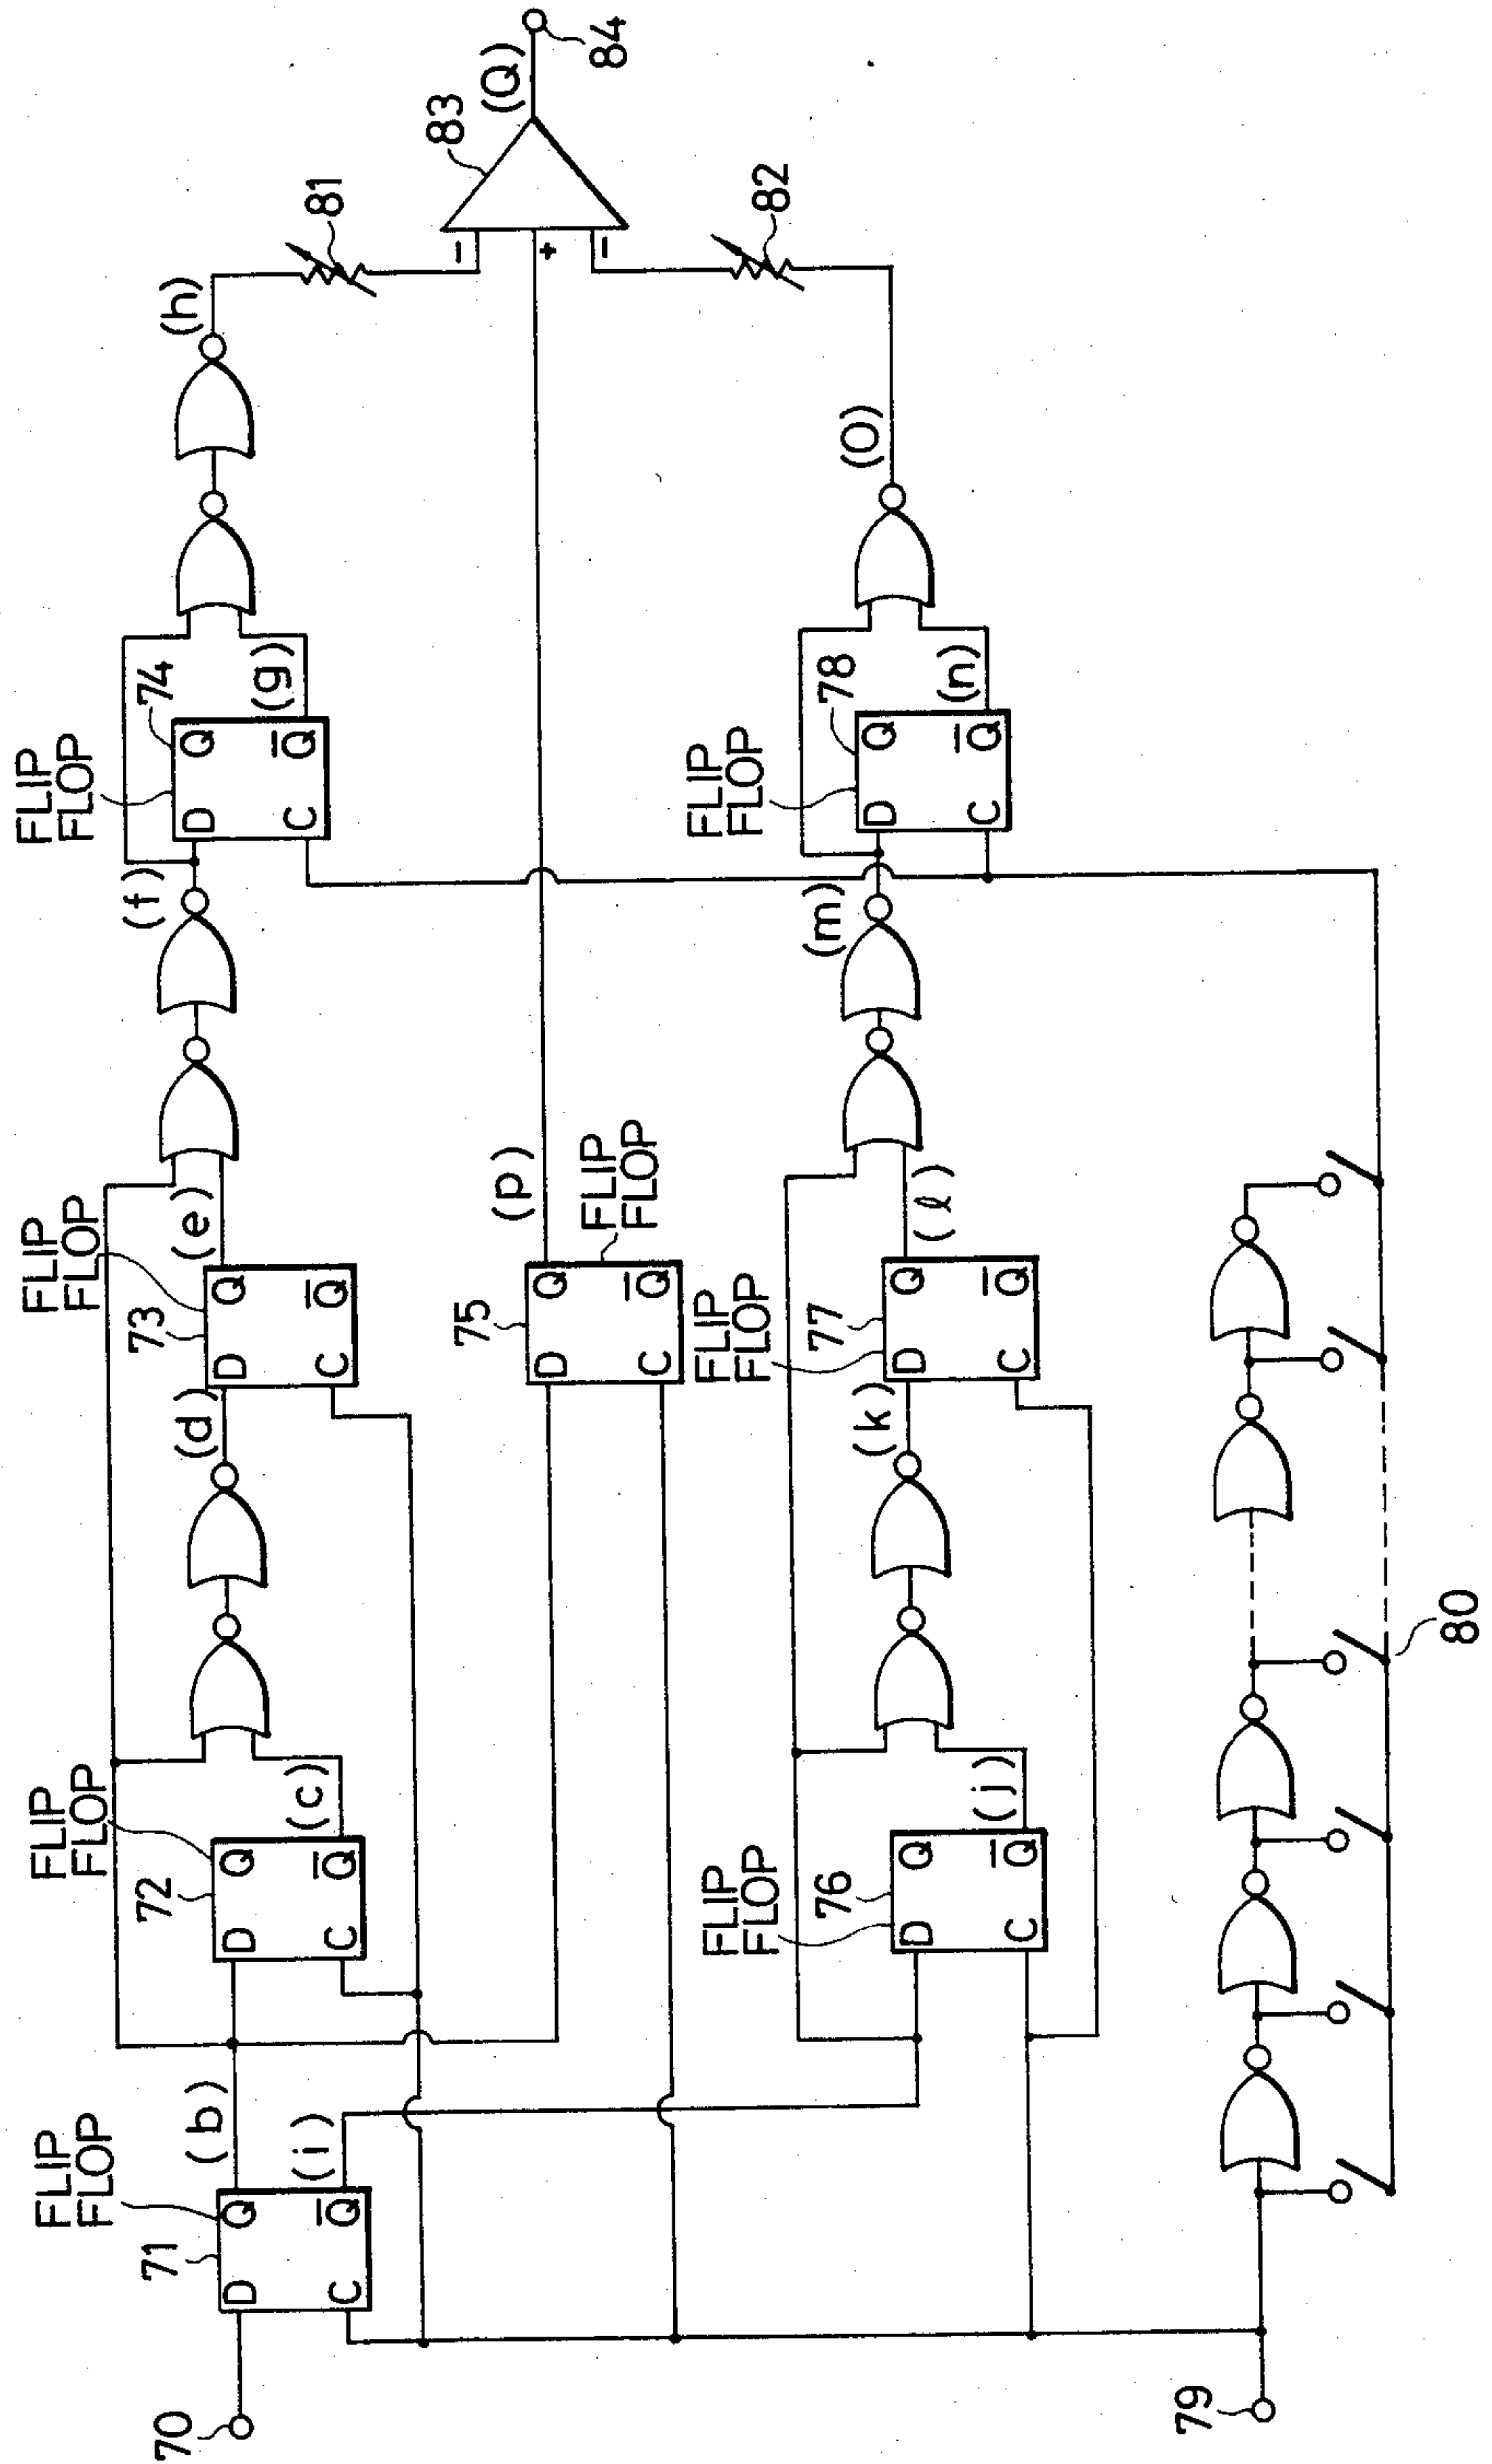 70
FLIP
FLOP
71
D
Q
C
Q̅
(b)
(i)
FLIP
FLOP
72
D
Q
C
Q̅
(c)
(d)
FLIP
FLOP
73
D
Q
C
Q̅
(e)
(f)
FLIP
FLOP
74
D
Q
C
Q̅
(g)
(h)
81
75
D
Q
C
Q̅
FLIP
FLOP
(p)
−
+
−
83
(Q)
84
82
FLIP
FLOP
76
D
Q
C
Q̅
(j)
(k)
FLIP
FLOP
77
D
Q
C
Q̅
(ℓ)
(m)
FLIP
FLOP
78
D
Q
C
Q̅
(n)
(O)
79
80